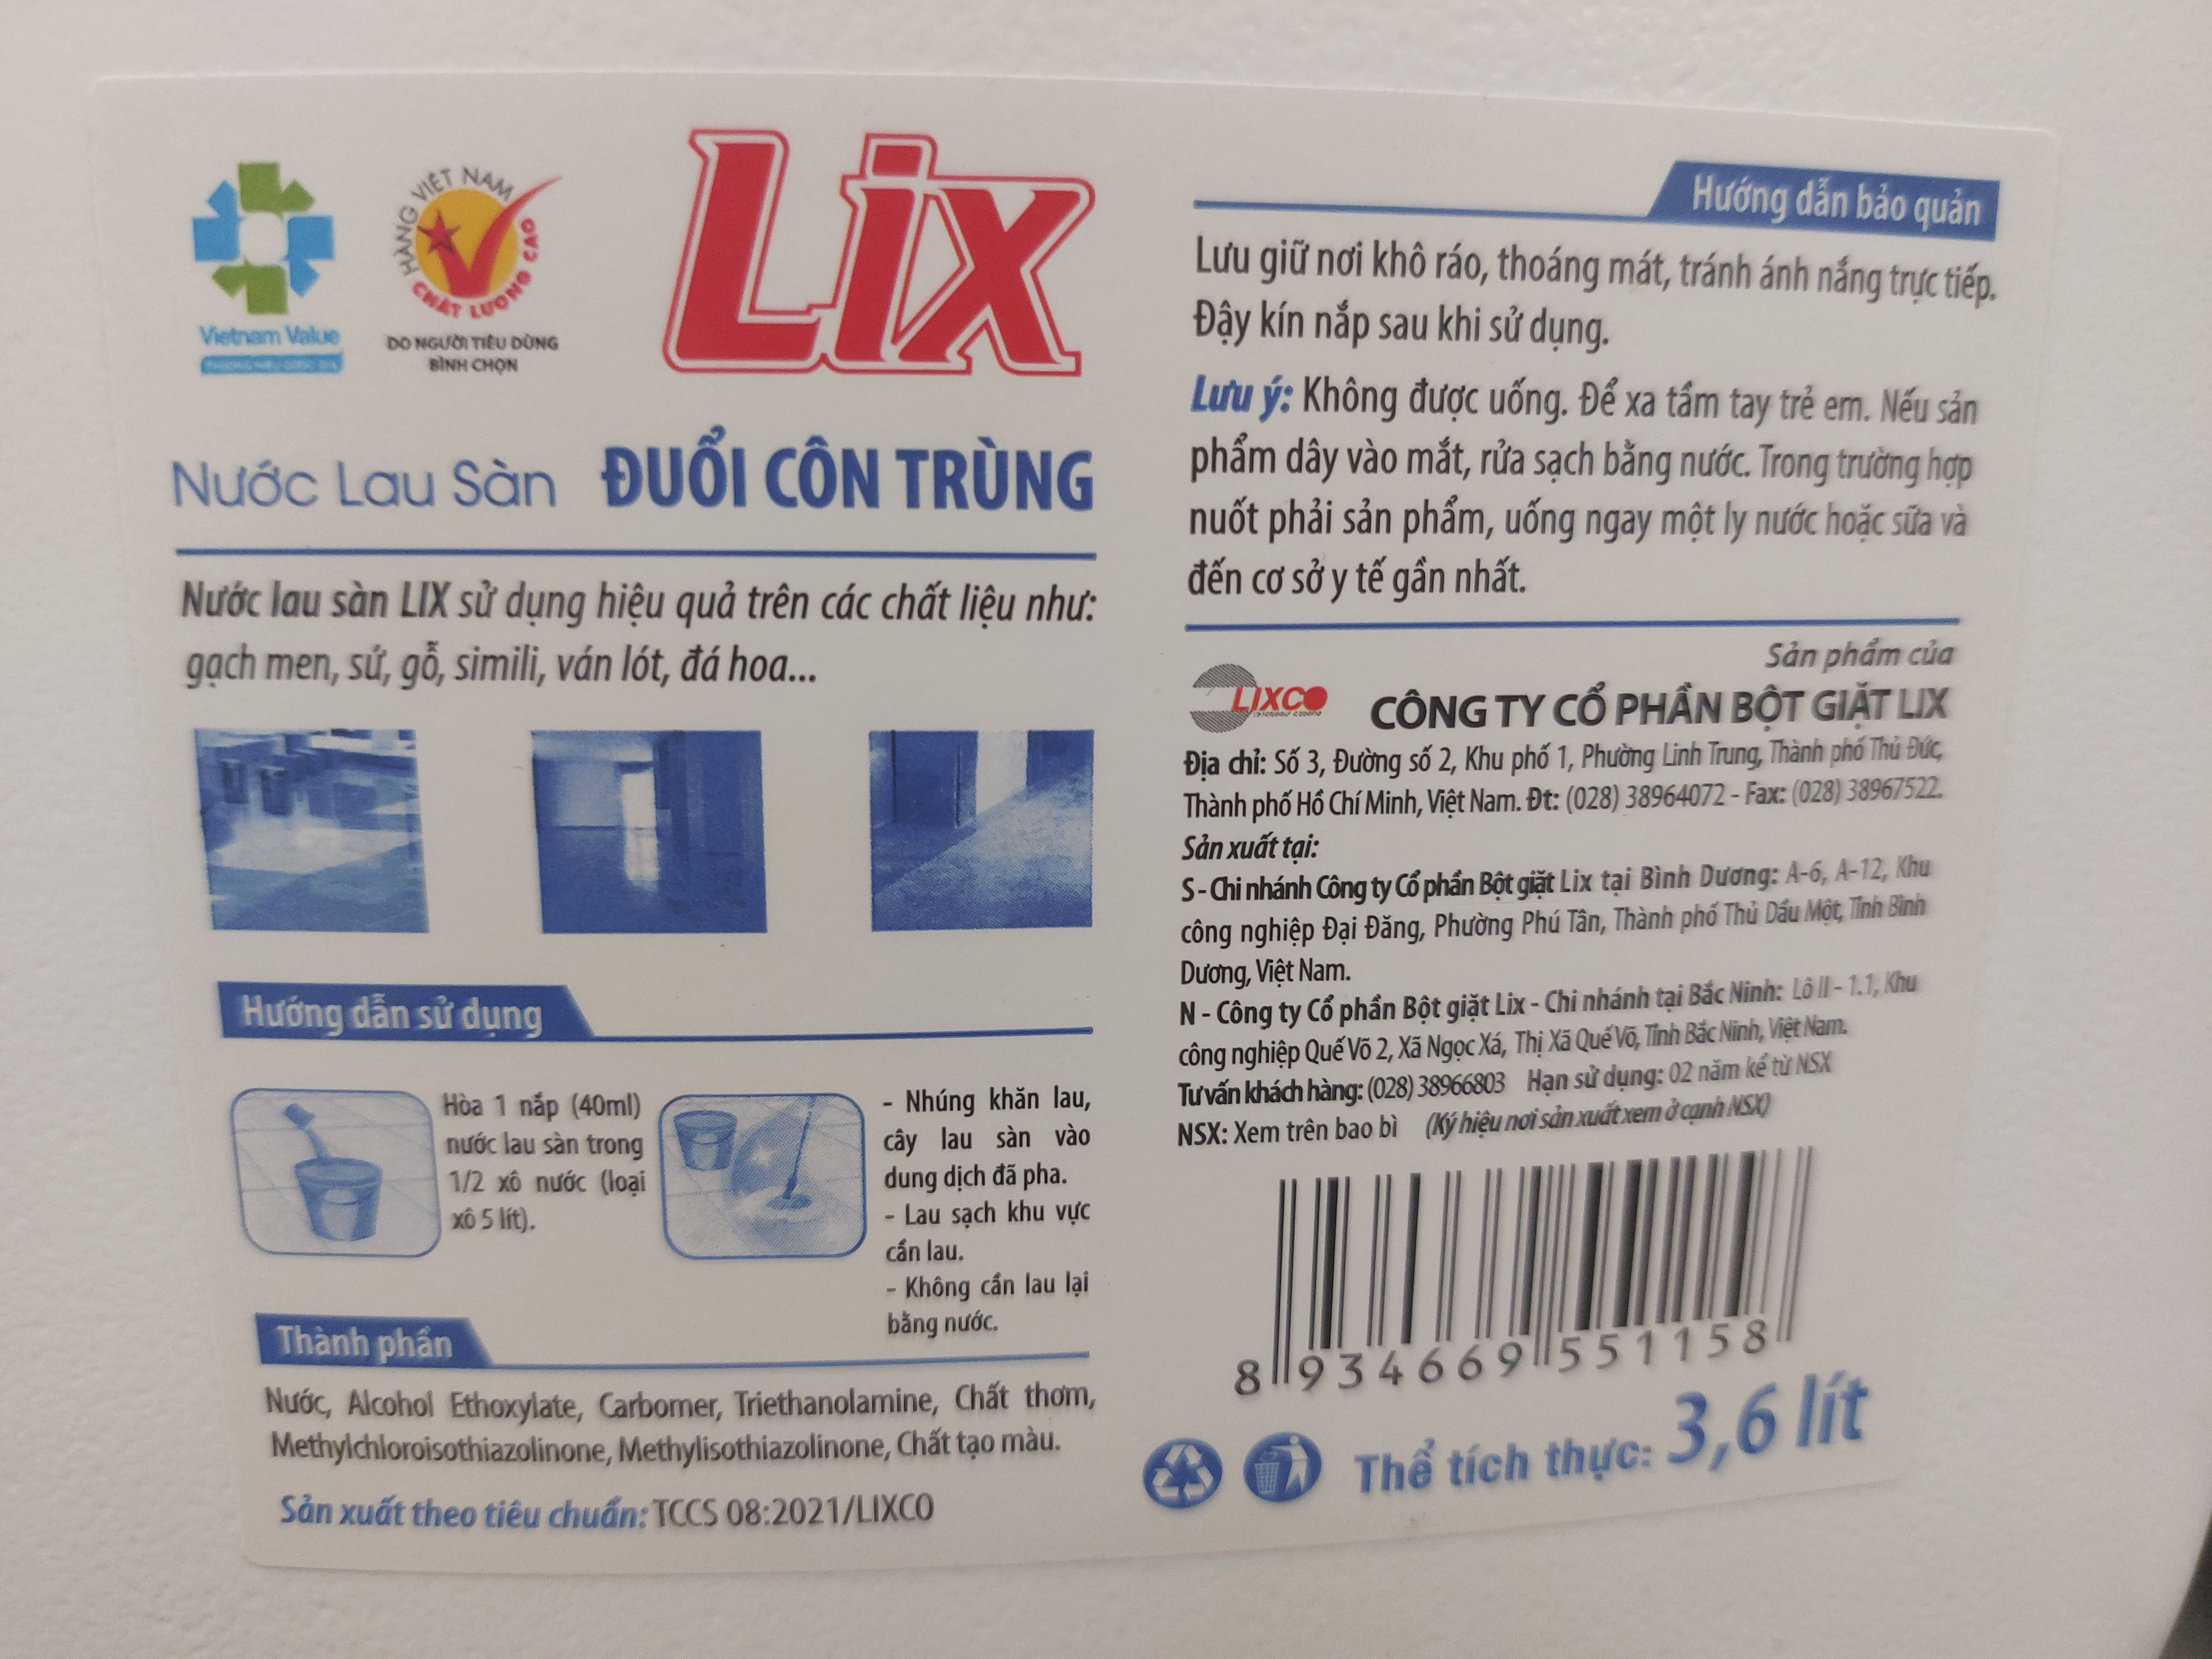 HÀNG VIỆT NAM
CHẤT LƯỢNG CAO
DO NGƯỜI TIÊU DÙNG
BÌNH CHỌN
Vietnam Value
Lix
Nước Lau Sàn ĐUỔI CÔN TRÙNG
Nước lau sàn LIX sử dụng hiệu quả trên các chất liệu như:
gạch men, sứ, gỗ, simili, ván lót, đá hoa...
Hướng dẫn sử dụng
Hòa 1 nắp (40ml)
nước lau sàn trong
1/2 xô nước (loại
xô 5 lít).
- Nhúng khăn lau,
cây lau sàn vào
dung dịch đã pha.
- Lau sạch khu vực
cần lau.
- Không cần lau lại
bằng nước.
Thành phần
Nước, Alcohol Ethoxylate, Carbomer, Triethanolamine, Chất thơm,
Methylchloroisothiazolinone, Methylisothiazolinone, Chất tạo màu.
Sản xuất theo tiêu chuẩn: TCCS 08:2021/LIXCO
Hướng dẫn bảo quản
Lưu giữ nơi khô ráo, thoáng mát, tránh ánh nắng trực tiếp.
Đậy kín nắp sau khi sử dụng.
Lưu ý: Không được uống. Để xa tầm tay trẻ em. Nếu sản
phẩm dây vào mắt, rửa sạch bằng nước. Trong trường hợp
nuốt phải sản phẩm, uống ngay một ly nước hoặc sữa và
đến cơ sở y tế gần nhất.
Sản phẩm của
LIXCO
CÔNG TY CỔ PHẦN BỘT GIẶT LIX
Địa chỉ: Số 3, Đường số 2, Khu phố 1, Phường Linh Trung, Thành phố Thủ Đức,
Thành phố Hồ Chí Minh, Việt Nam. Đt: (028) 38964072 - Fax: (028) 38967522.
Sản xuất tại:
S - Chi nhánh Công ty Cổ phần Bột giặt Lix tại Bình Dương: A-6, A-12, Khu
công nghiệp Đại Đăng, Phường Phú Tân, Thành phố Thủ Dầu Một, Tỉnh Bình
Dương, Việt Nam.
N - Công ty Cổ phần Bột giặt Lix - Chi nhánh tại Bắc Ninh: Lô II - 1.1, Khu
công nghiệp Quế Võ 2, Xã Ngọc Xá, Thị Xã Quế Võ, Tỉnh Bắc Ninh, Việt Nam.
Tư vấn khách hàng: (028) 38966803 Hạn sử dụng: 02 năm kể từ NSX
NSX: Xem trên bao bì (Ký hiệu nơi sản xuất xem ở cạnh NSX)
8 934669 551158
Thể tích thực: 3,6 lít